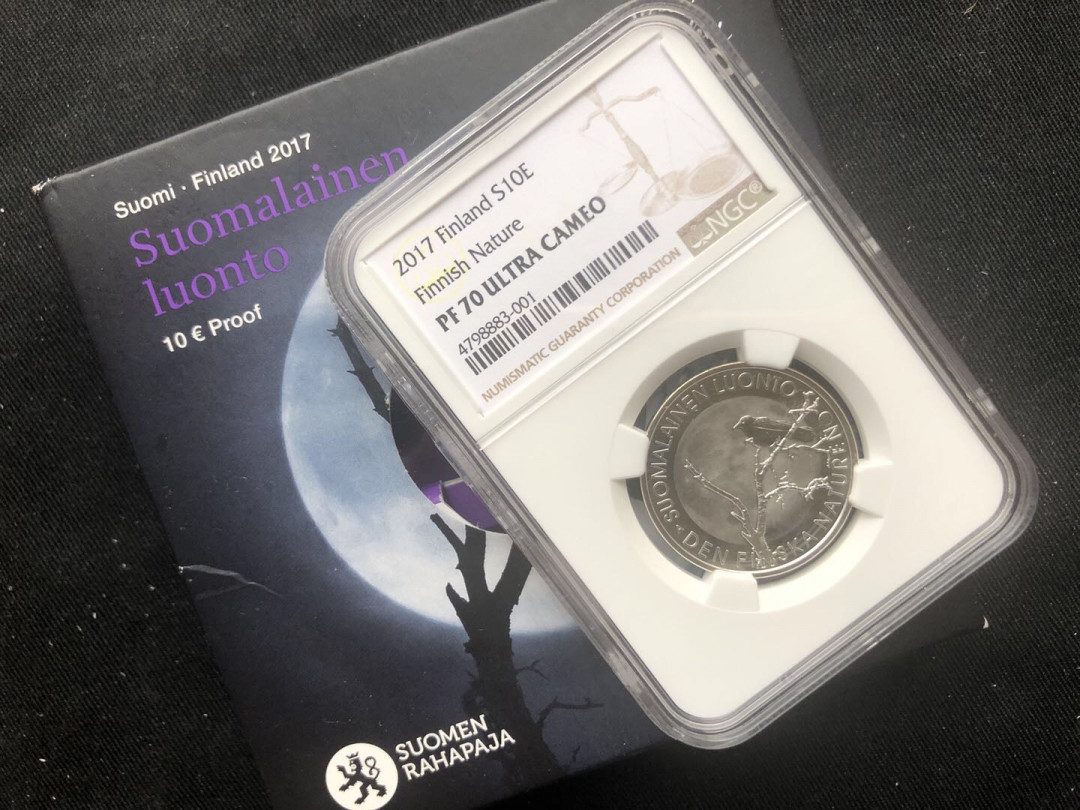 Suomi · Finland 2017
Suomalainen
luonto
10 € Proof
SUOMEN
RAHAPAJA
2017 Finland S10E
Finnish Nature
PF 70 ULTRA CAMEO
4798883-001
NUMISMATIC GUARANTY CORPORATION
NGC®
SUOMALAINEN LUONTO
DEN FINSKA NATUREN